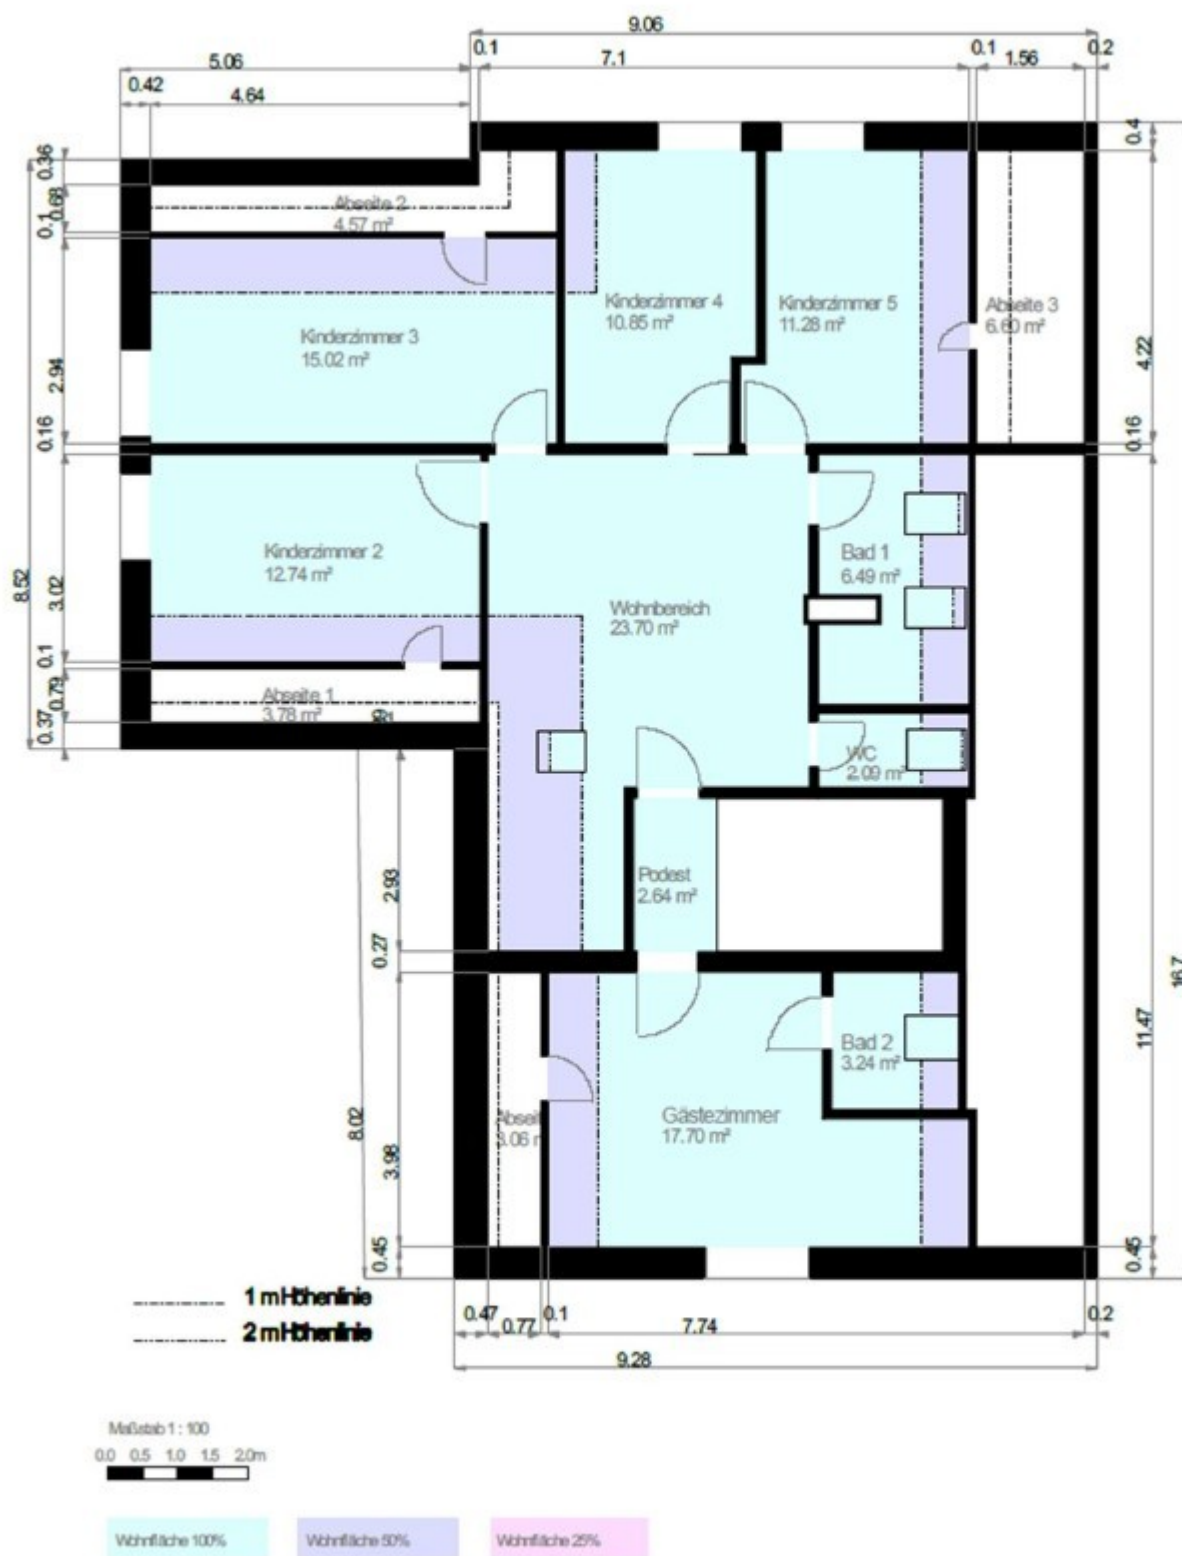 9.06
0.1
7.1
0.1
1.56
0.2
5.06
0.42
4.64
0.4
0.36
0.68
0.1
Abseite 2
4.57 m²
Kinderzimmer 4
10.85 m²
Kinderzimmer 5
11.28 m²
Abseite 3
6.60 m²
Kinderzimmer 3
15.02 m²
4.22
2.94
0.16
0.16
Kinderzimmer 2
12.74 m²
Bad 1
6.49 m²
8.52
3.02
Wohnbereich
23.70 m²
0.1
0.79
Abseite 1
3.78 m²
0.37
WC
2.09 m²
2.93
Podest
2.64 m²
0.27
16.7
11.47
Bad 2
3.24 m²
8.02
3.98
3.06
Gästezimmer
17.70 m²
0.45
0.45
1 m Höhenlinie
2 m Höhenlinie
0.47
0.77
0.1
7.74
0.2
9.28
Maßstab 1 : 100
0.0 0.5 1.0 1.5 2.0m
Wohnfläche 100%
Wohnfläche 50%
Wohnfläche 25%